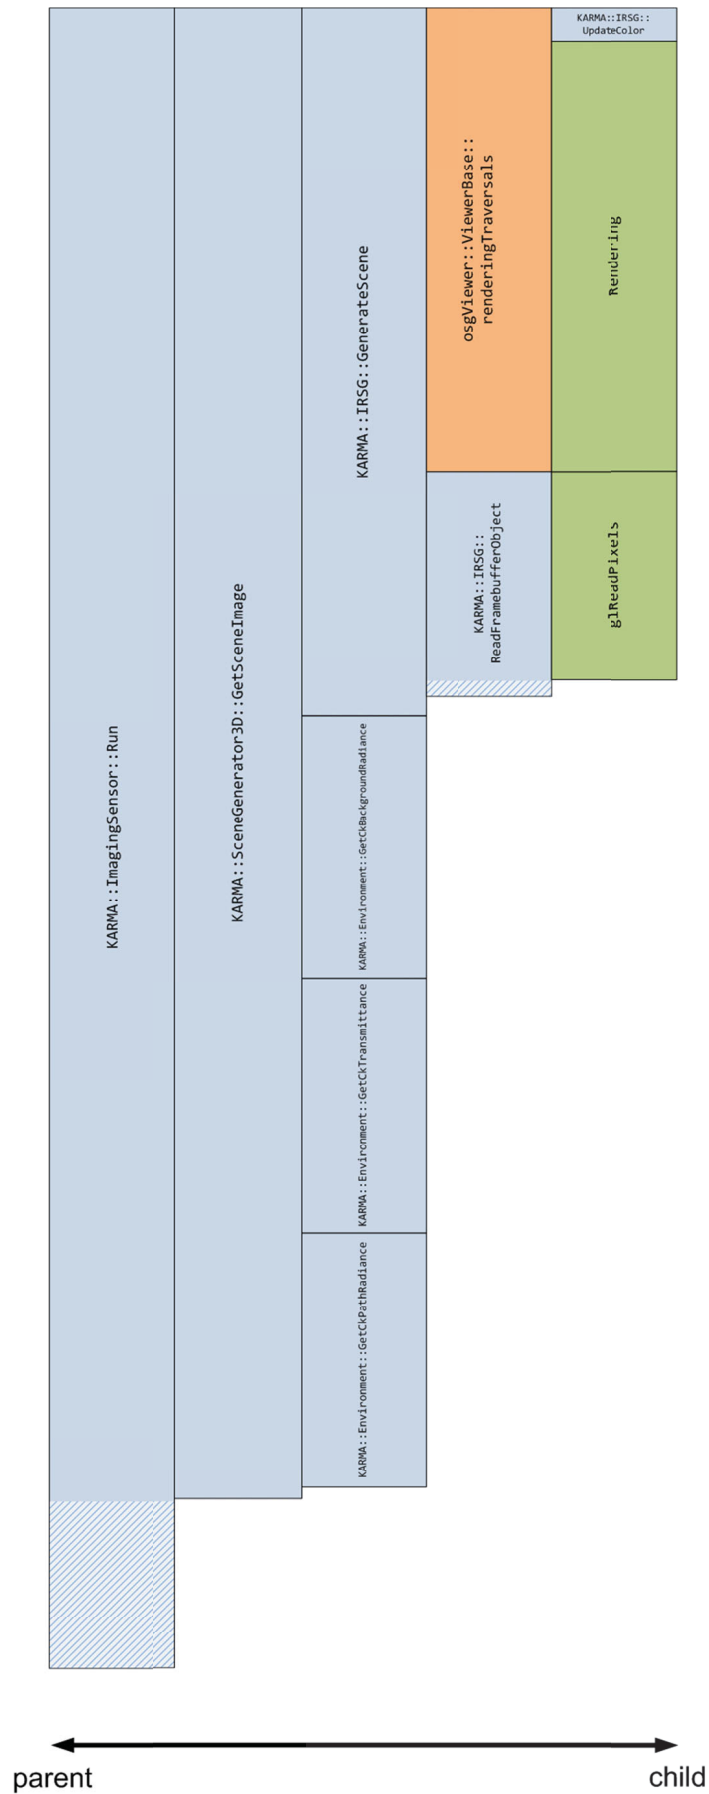 KARMA::ImagingSensor::Run
KARMA::SceneGenerator3D::GetSceneImage
KARMA::IRSG::GenerateScene
KARMA::Environment::GetCkBackgroundRadiance
KARMA::Environment::GetCkTransmittance
KARMA::Environment::GetCkPathRadiance
osgViewer::ViewerBase::
renderingTraversals
KARMA::IRSG::
ReadFramebufferObject
KARMA::IRSG::
UpdateColor
Rendering
glReadPixels
parent
child